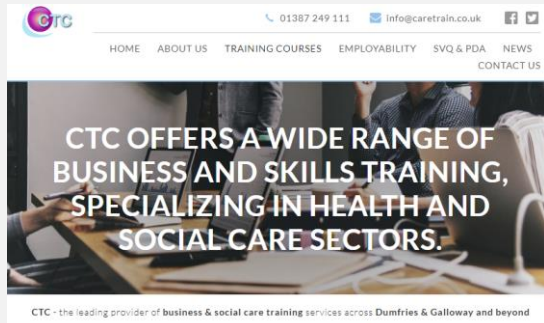 CTC
01387 249 111 info@caretrain.co.uk
HOME ABOUT US TRAINING COURSES EMPLOYABILITY SVQ & PDA NEWS
CONTACT US
CTC OFFERS A WIDE RANGE OF
BUSINESS AND SKILLS TRAINING,
SPECIALIZING IN HEALTH AND
SOCIAL CARE SECTORS.
CTC - the leading provider of business & social care training services across Dumfries & Galloway and beyond